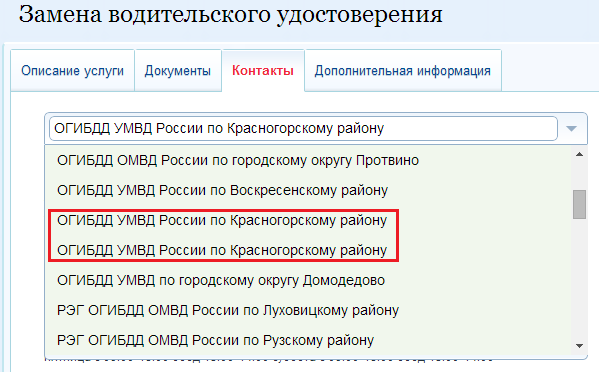 Замена водительского удостоверения
Описание услуги Документы Контакты Дополнительная информация
ОГИБДД УМВД России по Красногорскому району
ОГИБДД ОМВД России по городскому округу Протвино
ОГИБДД УМВД России по Воскресенскому району
ОГИБДД УМВД России по Красногорскому району
ОГИБДД УМВД России по Красногорскому району
ОГИБДД УМВД по городскому округу Домодедово
РЭГ ОГИБДД ОМВД России по Луховицкому району
РЭГ ОГИБДД ОМВД России по Рузскому району